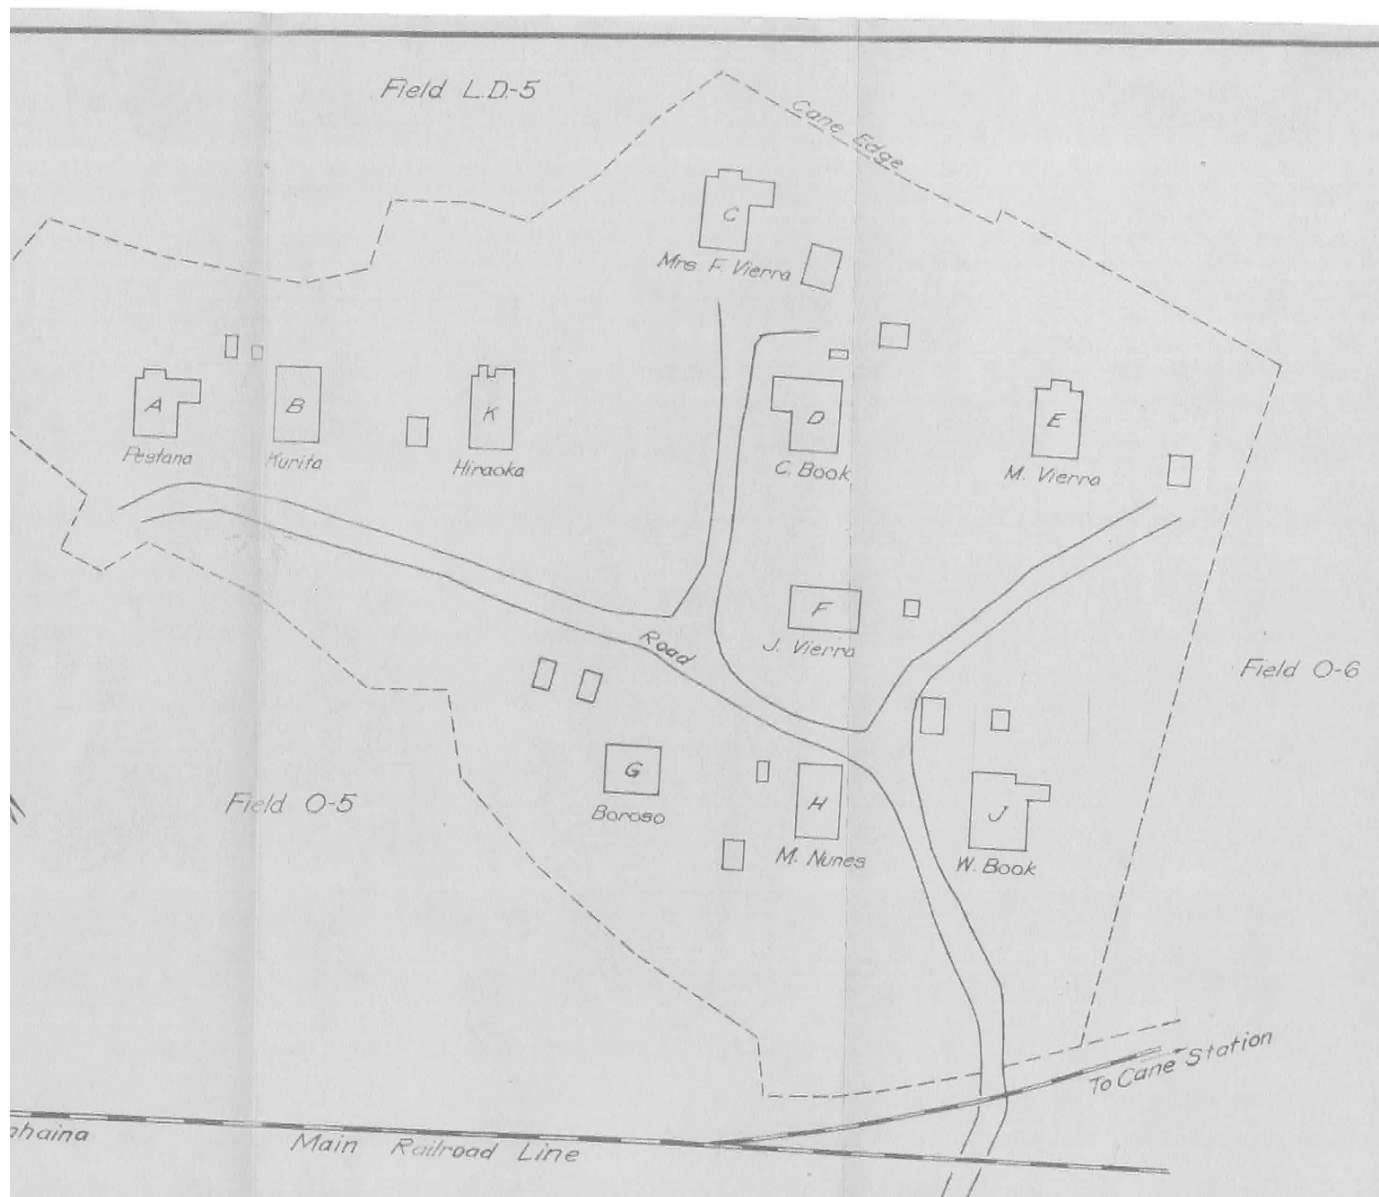 Field L.D.-5
Cane Edge
C
Mrs F. Vierra
A
Pestana
B
Kurita
K
Hiraoka
D
C. Book
E
M. Vierra
F
J. Vierra
Road
Field O-6
G
Boroso
H
M. Nunes
J
W. Book
Field O-5
To Cane Station
haina
Main Railroad Line